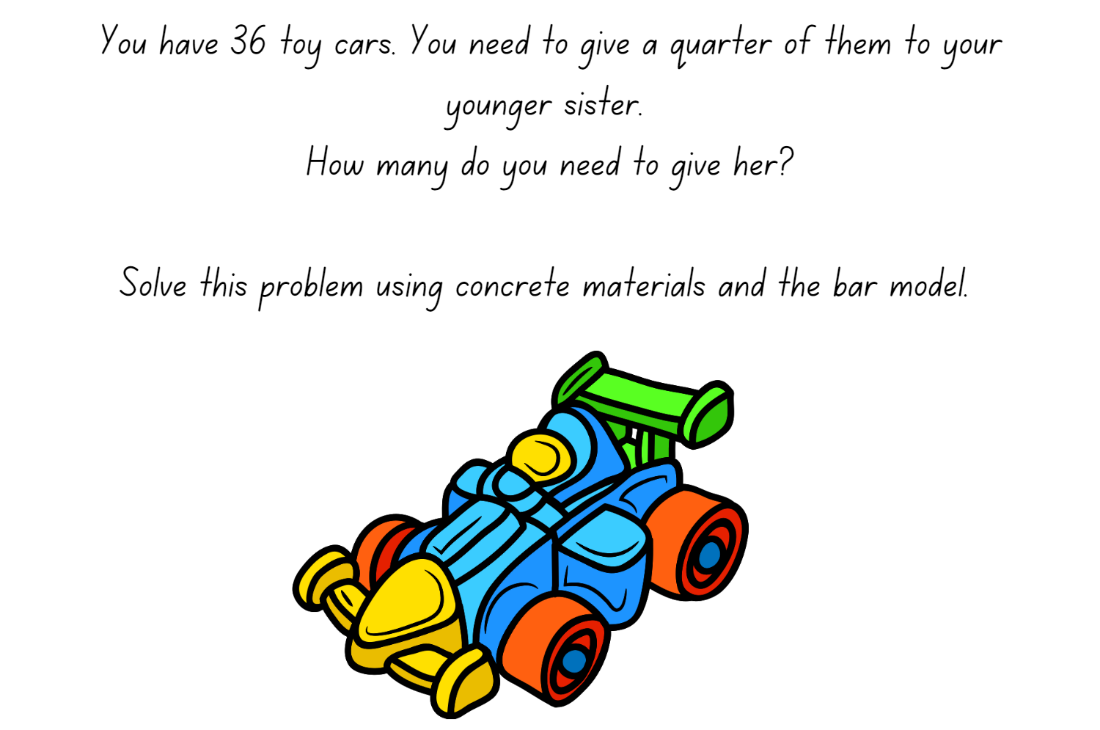 You have 36 toy cars. You need to give a quarter of them to your
younger sister.
How many do you need to give her?
Solve this problem using concrete materials and the bar model.